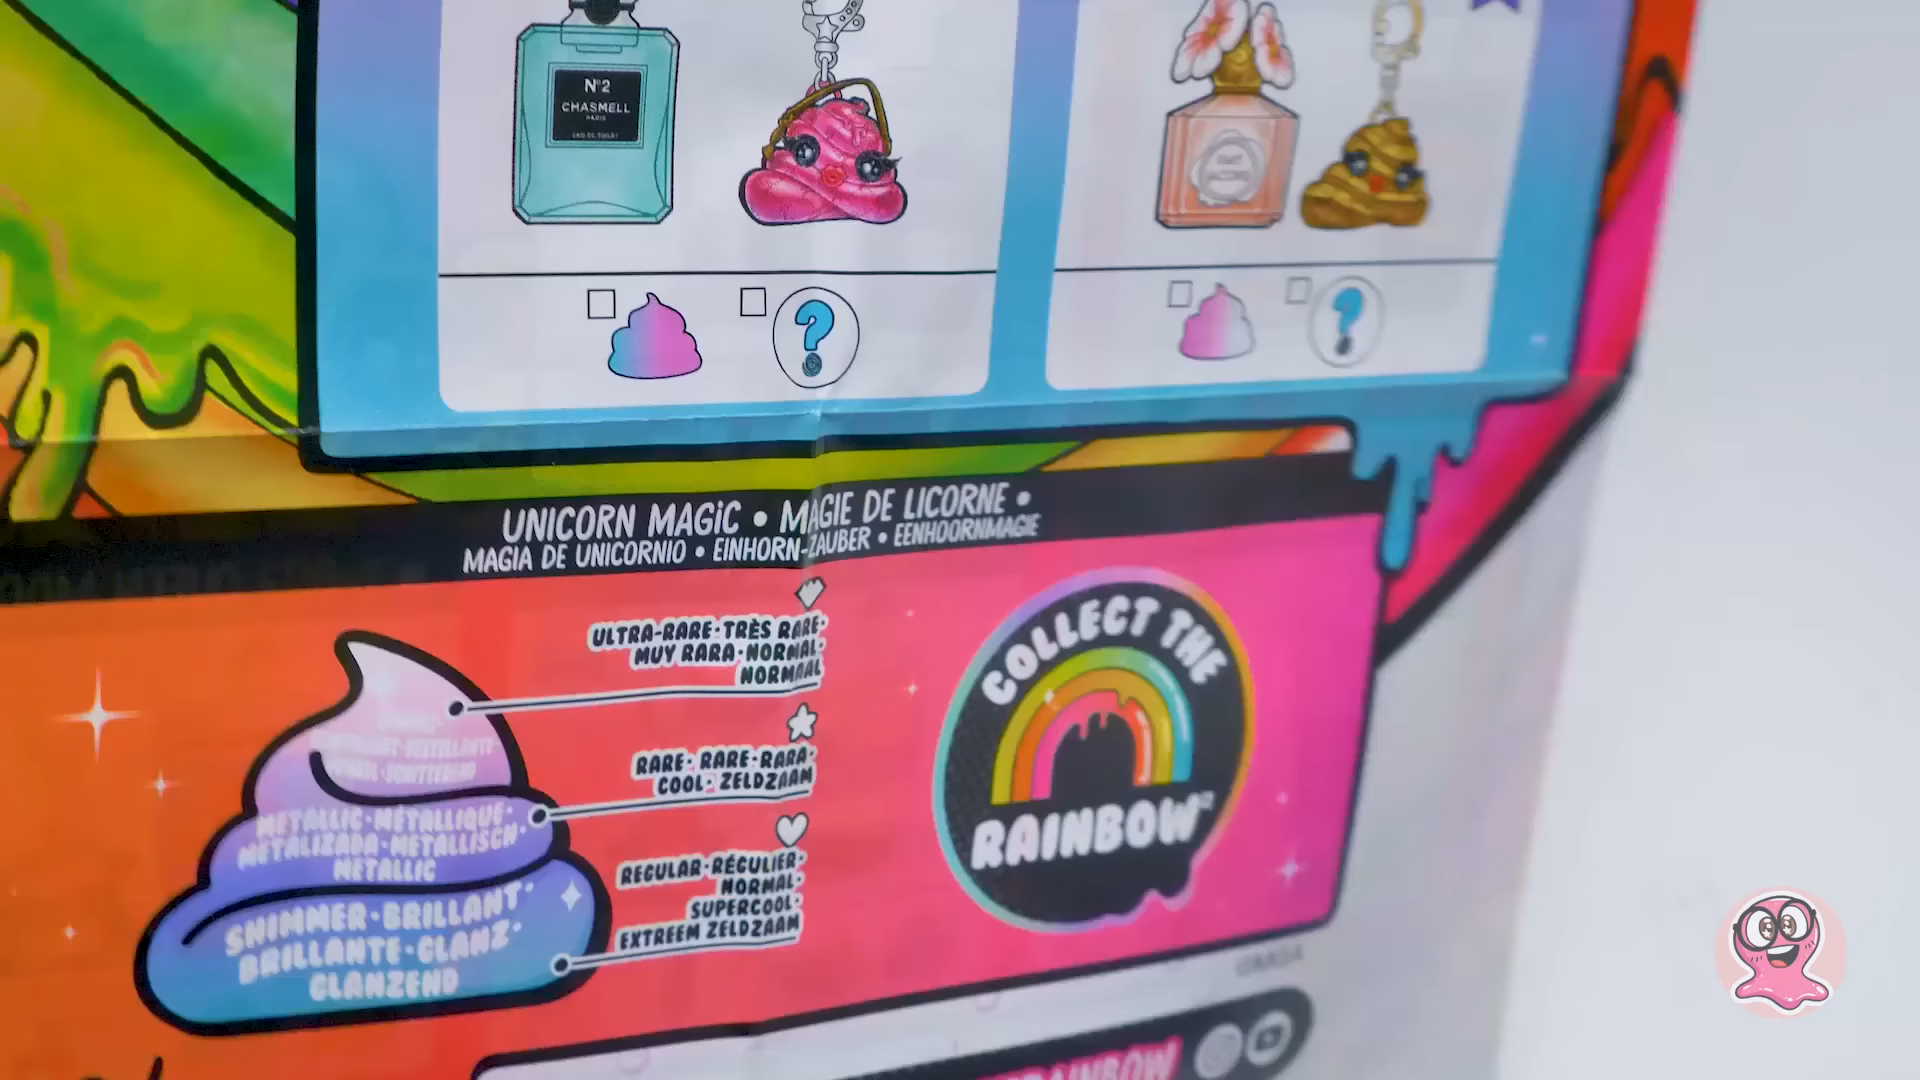 Nº2
CHASMELL
PARIS
UNICORN MAGiC • MAGIE DE LICORNE •
MAGIA DE UNICORNIO • EINHORN-ZAUBER • EENHOORNMAGIE
ULTRA-RARE·TRÈS RARE·
MUY RARA·NORMAL·
NORMAAL
RARE·RARE·RARA·
COOL·ZELDZAAM
METALLIC·MÉTALLIQUE·
METALIZADA·METALLISCH·
METALLIC
REGULAR·RÉGULIER·
NORMAL·
SUPERCOOL·
EXTREEM ZELDZAAM
SHIMMER·BRILLANT·
BRILLANTE·GLANZ·
GLANZEND
COLLECT THE
RAINBOW
RAINBOW